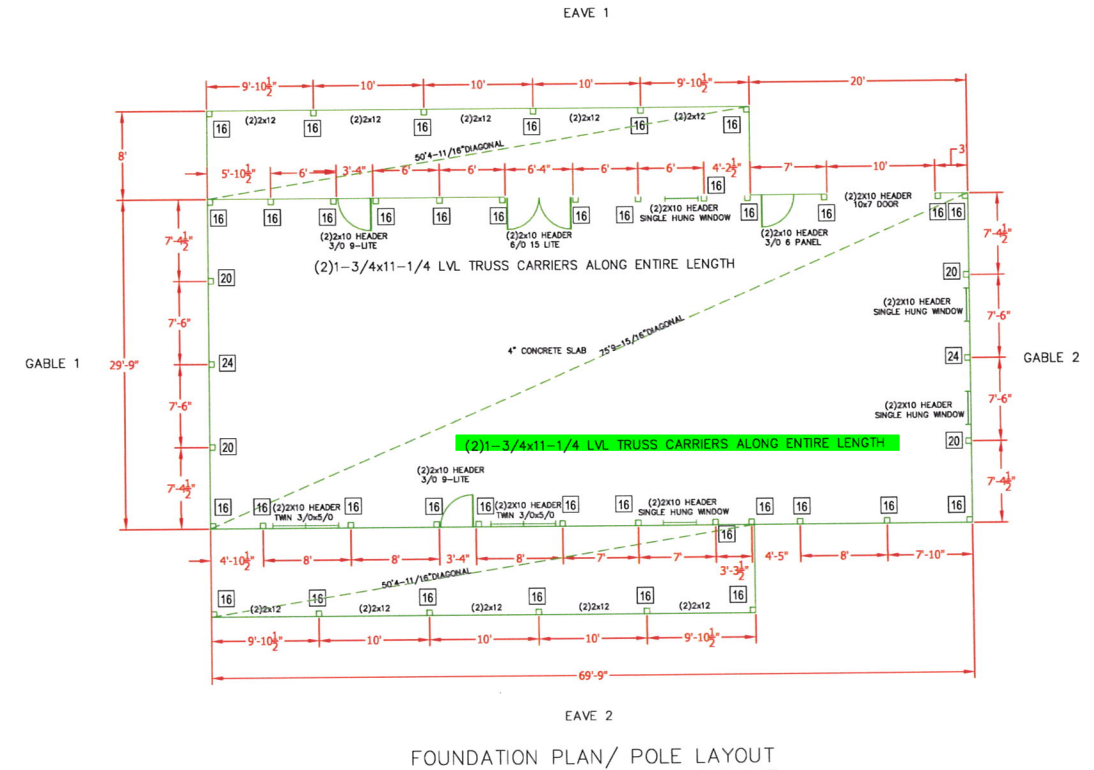 EAVE 1
9'-10½" 10' 10' 10' 9'-10½" 20'
(2)2x12 (2)2x12 (2)2x12 (2)2x12 (2)2x12
16 16 16 16 16 16
8'
50'4-11/16"DIAGONAL
5'-10½" 6' 3'-4" 6' 6' 6'-4" 6' 6' 4'-2½" 7' 10' 3'
16
16 16 16 16 16 16 16 16 16 16 16 16
(2)2x10 HEADER
3/0 9-LITE
(2)2x10 HEADER
6/0 15 LITE
(2)2X10 HEADER
SINGLE HUNG WINDOW
(2)2x10 HEADER
3/0 6 PANEL
(2)2X10 HEADER
10x7 DOOR
(2)1-3/4x11-1/4 LVL TRUSS CARRIERS ALONG ENTIRE LENGTH
7'-4½" 7'-4½"
20 20
7'-6" 7'-6"
(2)2X10 HEADER
SINGLE HUNG WINDOW
75'9-15/16"DIAGONAL
4" CONCRETE SLAB
GABLE 1 29'-9" 24 24 GABLE 2
7'-6" 7'-6"
(2)2X10 HEADER
SINGLE HUNG WINDOW
20 20
(2)1-3/4x11-1/4 LVL TRUSS CARRIERS ALONG ENTIRE LENGTH
7'-4½" 7'-4½"
(2)2x10 HEADER
3/0 9-LITE
16 16 16 16 16 16 16 16 16 16 16
(2)2X10 HEADER
TWIN 3/0x5/0
(2)2X10 HEADER
TWIN 3/0x5/0
(2)2X10 HEADER
SINGLE HUNG WINDOW
16
4'-10½" 8' 8' 3'-4" 8' 7' 7' 3'-3½" 4'-5" 8' 7'-10"
50'4-11/16"DIAGONAL
16 16 16 16 16 16
(2)2x12 (2)2x12 (2)2x12 (2)2x12 (2)2x12
9'-10½" 10' 10' 10' 9'-10½"
69'-9"
EAVE 2
FOUNDATION PLAN/ POLE LAYOUT